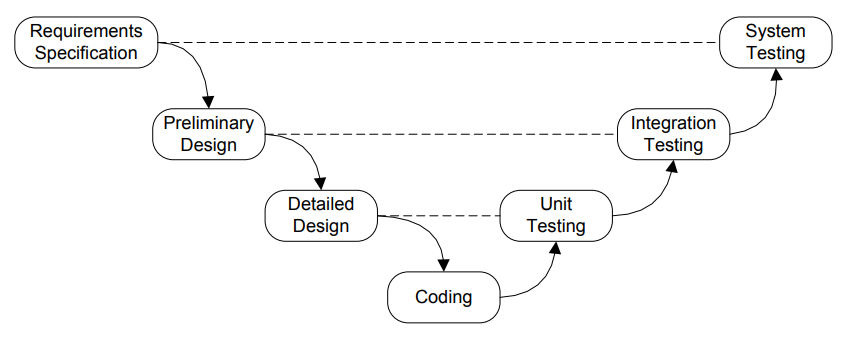 Requirements
Specification
System
Testing
Preliminary
Design
Integration
Testing
Detailed
Design
Unit
Testing
Coding